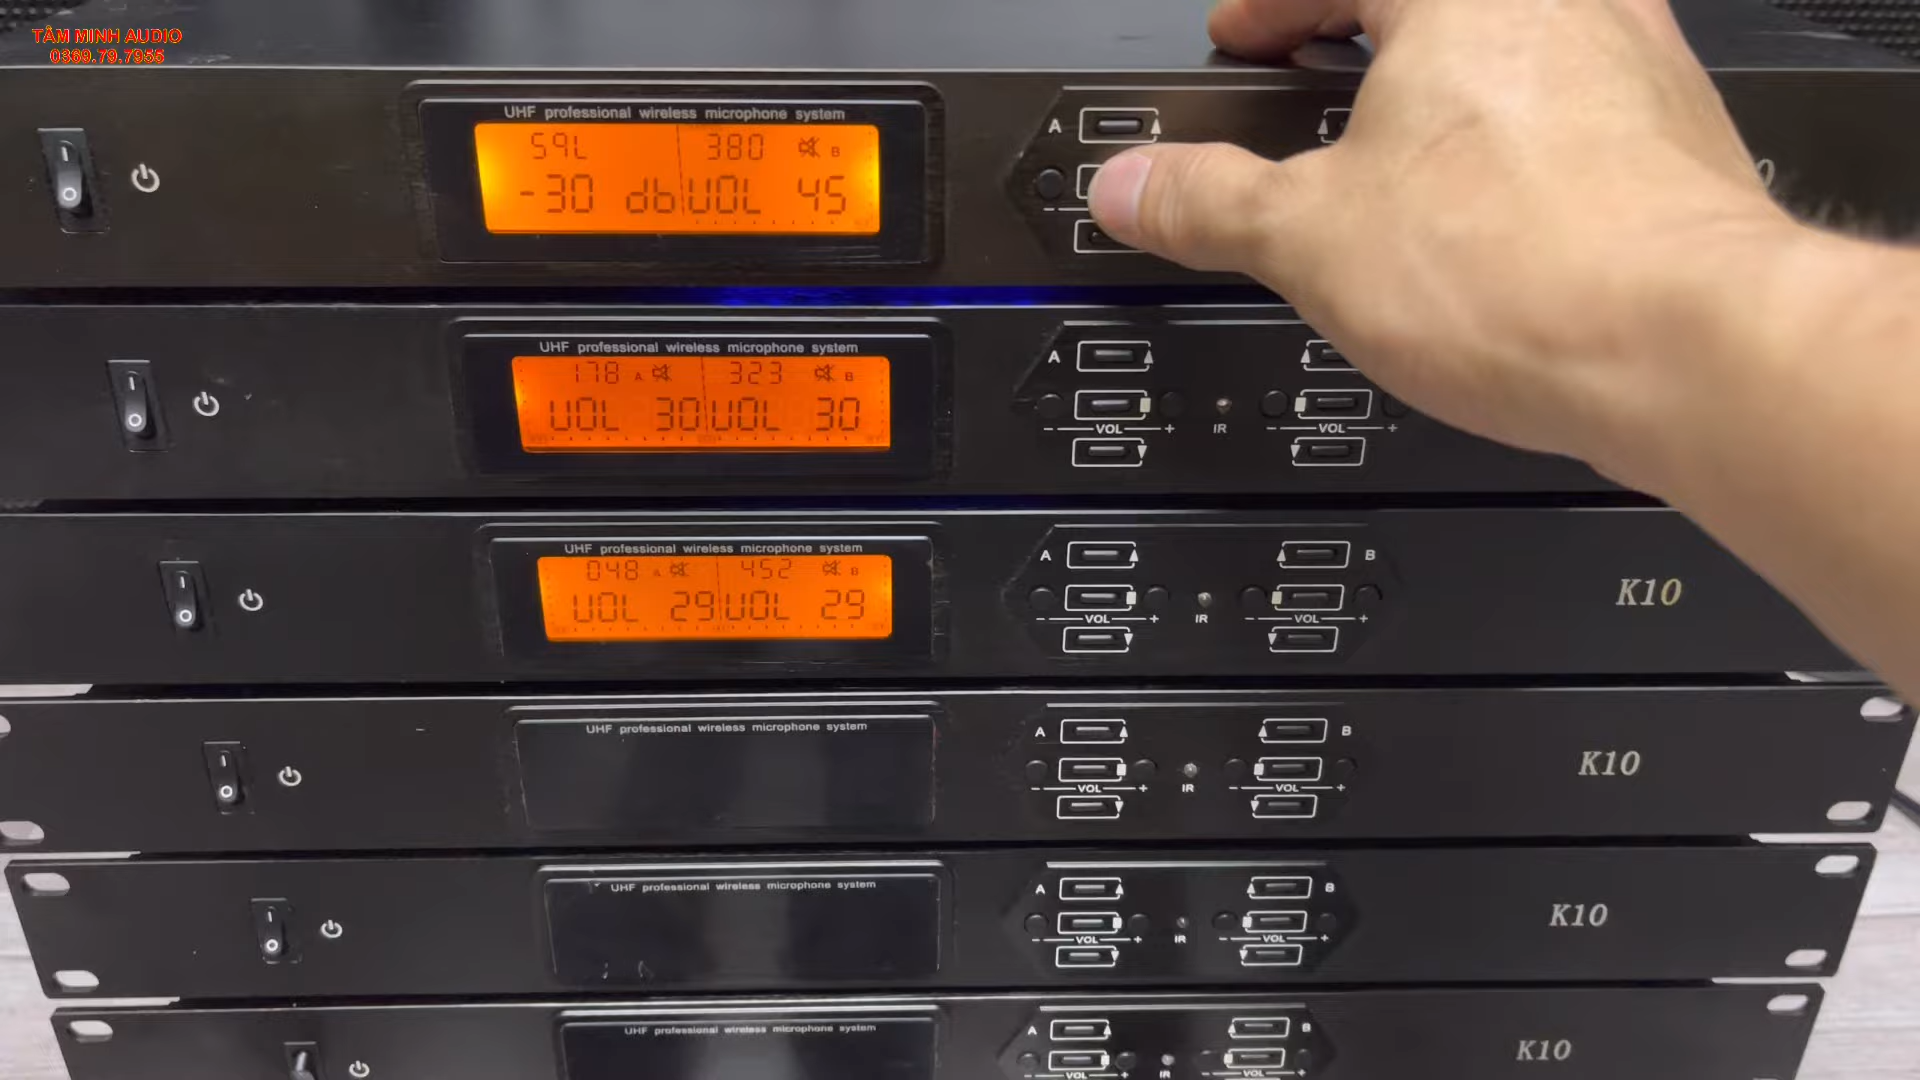 TÂM MINH AUDIO
0389.79.7955
UHF professional wireless microphone system
S9L 380 B
-30 db VOL 45
A
UHF professional wireless microphone system
178 A 323 B
VOL 30 VOL 30
A
- VOL + IR - VOL +
UHF professional wireless microphone system
048 A 452 B
VOL 29 VOL 29
A B
- VOL + IR - VOL +
K10
UHF professional wireless microphone system
A B
- VOL + IR - VOL +
K10
UHF professional wireless microphone system
A B
- VOL + IR - VOL +
K10
UHF professional wireless microphone system
A B
- VOL + IR - VOL +
K10